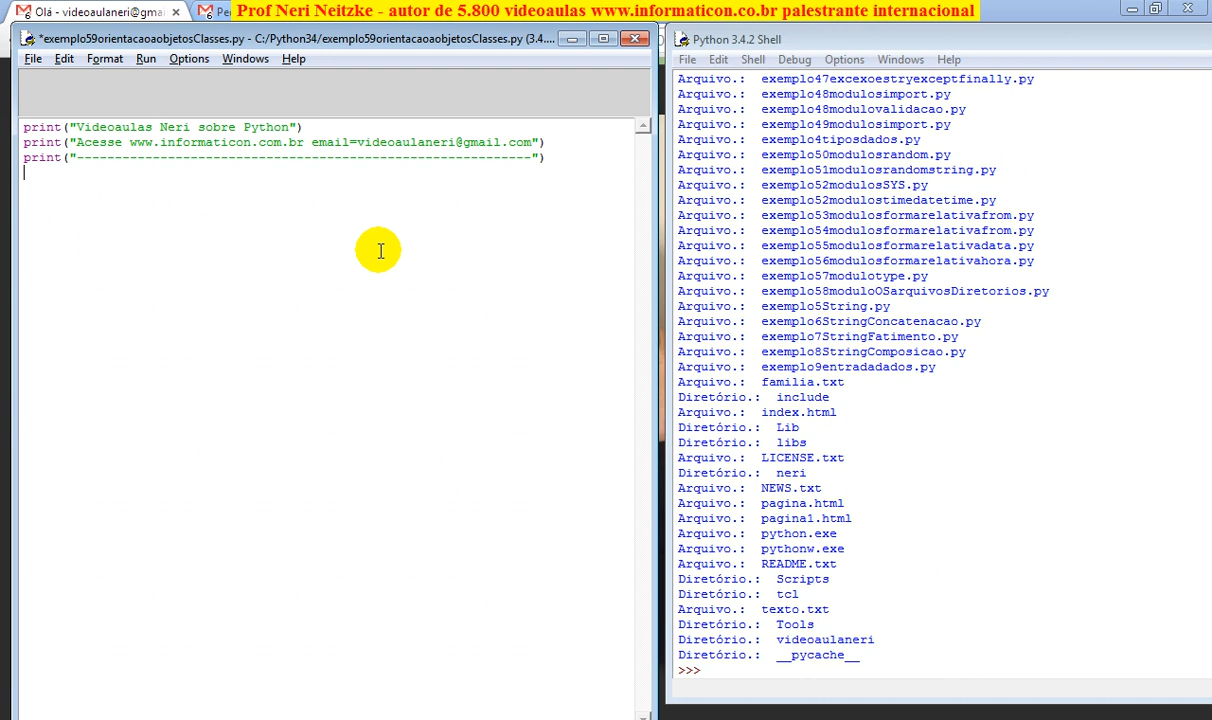 Olá - videoaulaneri@gma
Pe
Prof Neri Neitzke - autor de 5.800 videoaulas www.informaticon.co.br palestrante internacional
*exemplo59orientacaoaobjetosClasses.py - C:/Python34/exemplo59orientacaoaobjetosClasses.py (3.4....
File Edit Format Run Options Windows Help
print("Videoaulas Neri sobre Python")
print("Acesse www.informaticon.com.br email=videoaulaneri@gmail.com")
print("------------------------------------------------------------")
Python 3.4.2 Shell
File Edit Shell Debug Options Windows Help
Arquivo.:  exemplo47excexoestryexceptfinally.py
Arquivo.:  exemplo48modulosimport.py
Arquivo.:  exemplo48modulovalidacao.py
Arquivo.:  exemplo49modulosimport.py
Arquivo.:  exemplo4tiposdados.py
Arquivo.:  exemplo50modulosrandom.py
Arquivo.:  exemplo51modulosrandomstring.py
Arquivo.:  exemplo52modulosSYS.py
Arquivo.:  exemplo52modulostimedatetime.py
Arquivo.:  exemplo53modulosformarelativafrom.py
Arquivo.:  exemplo54modulosformarelativafrom.py
Arquivo.:  exemplo55modulosformarelativadata.py
Arquivo.:  exemplo56modulosformarelativahora.py
Arquivo.:  exemplo57modulotype.py
Arquivo.:  exemplo58moduloOSarquivosDiretorios.py
Arquivo.:  exemplo5String.py
Arquivo.:  exemplo6StringConcatenacao.py
Arquivo.:  exemplo7StringFatimento.py
Arquivo.:  exemplo8StringComposicao.py
Arquivo.:  exemplo9entradadados.py
Arquivo.:  familia.txt
Diretório.:  include
Arquivo.:  index.html
Diretório.:  Lib
Diretório.:  libs
Arquivo.:  LICENSE.txt
Diretório.:  neri
Arquivo.:  NEWS.txt
Arquivo.:  pagina.html
Arquivo.:  pagina1.html
Arquivo.:  python.exe
Arquivo.:  pythonw.exe
Arquivo.:  README.txt
Diretório.:  Scripts
Diretório.:  tcl
Arquivo.:  texto.txt
Diretório.:  Tools
Diretório.:  videoaulaneri
Diretório.:  __pycache__
>>>